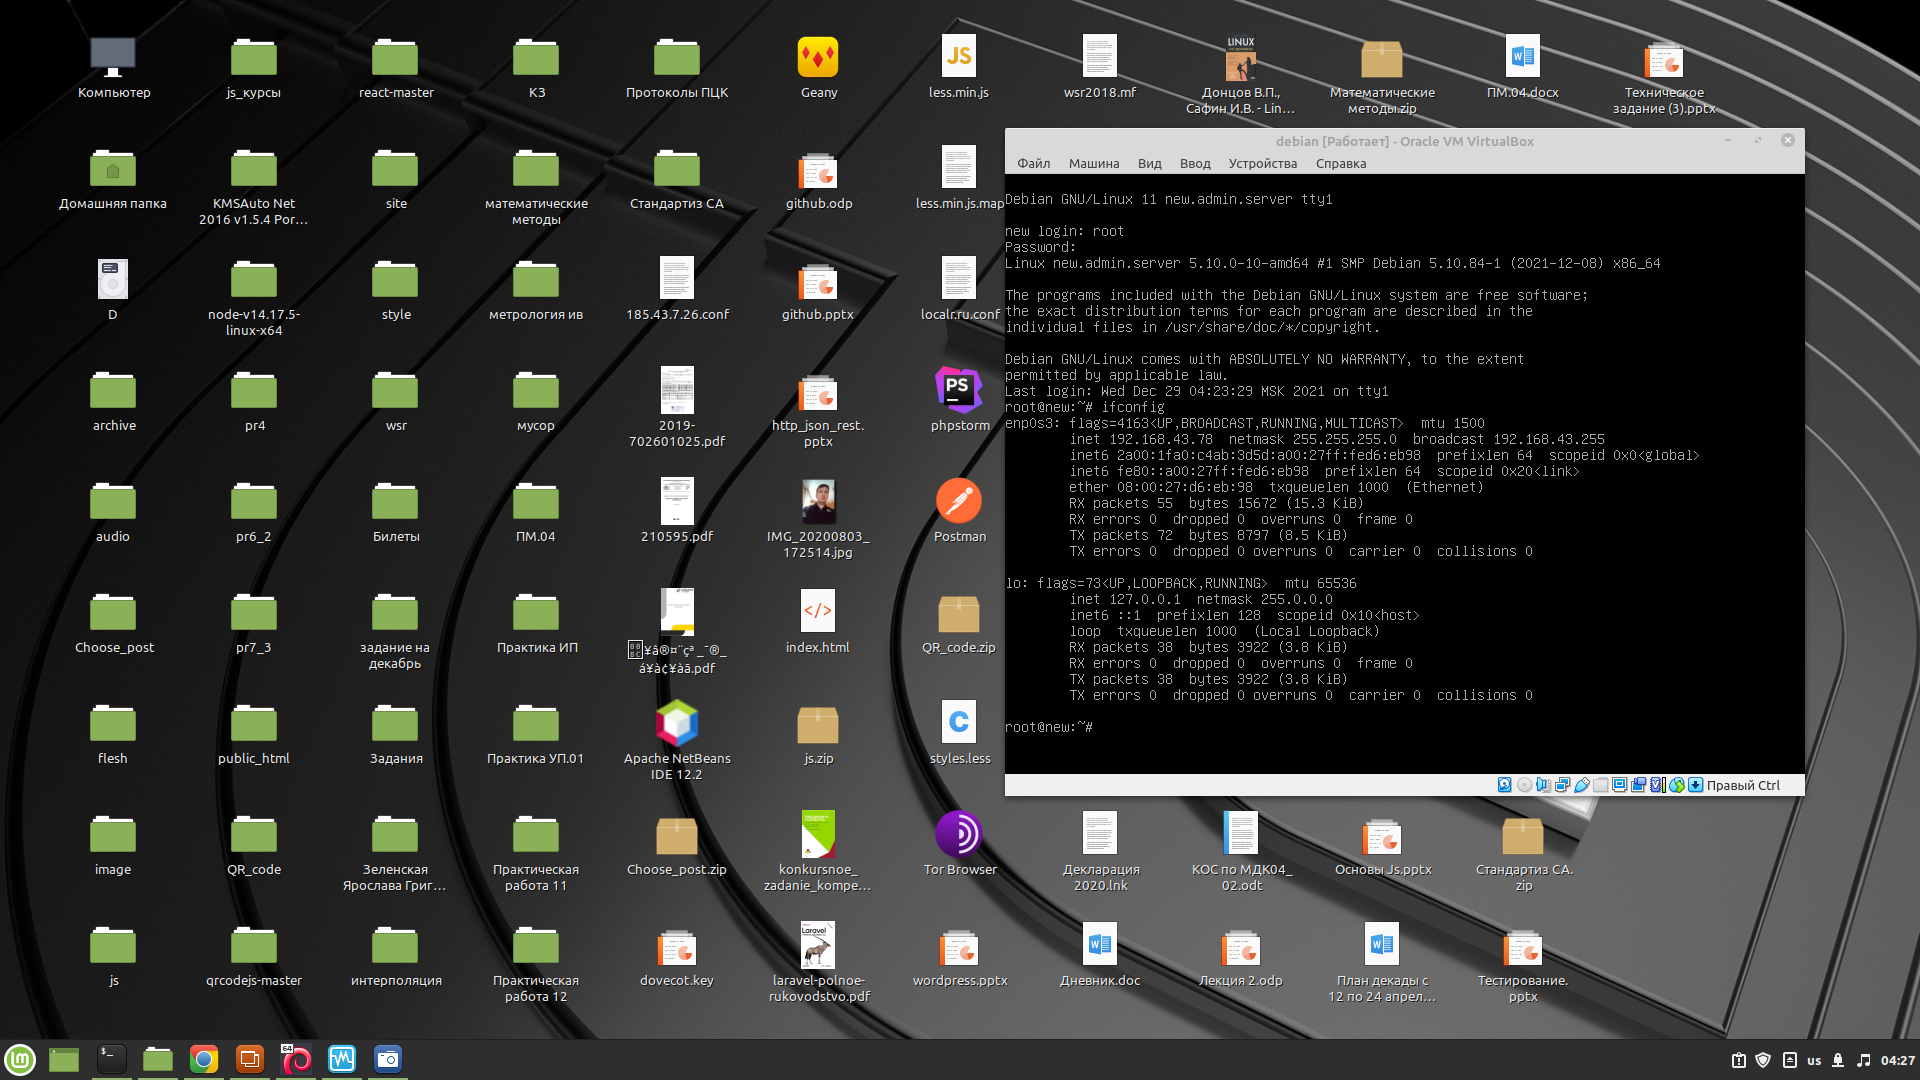 Компьютер
js_курсы
react-master
КЗ
Протоколы ПЦК
Geany
JS
less.min.js
wsr2018.mf
LINUX
Донцов В.П.,
Сафин И.В. - Lin...
Математические
методы.zip
ПМ.04.docx
Техническое
задание (3).pptx
Домашняя папка
KMSAuto Net
2016 v1.5.4 Por...
site
математические
методы
Стандартиз СА
github.odp
less.min.js.map
D
node-v14.17.5-
linux-x64
style
метрология ив
185.43.7.26.conf
github.pptx
localr.ru.conf
archive
pr4
wsr
мусор
2019-
702601025.pdf
http_json_rest.
pptx
PS
phpstorm
audio
pr6_2
Билеты
ПМ.04
210595.pdf
IMG_20200803_
172514.jpg
Postman
Choose_post
pr7_3
задание на
декабрь
Практика ИП
¥â®¤¨çª_¯®_
á¥à¢¥àã.pdf
index.html
QR_code.zip
flesh
public_html
Задания
Практика УП.01
Apache NetBeans
IDE 12.2
js.zip
C
styles.less
image
QR_code
Зеленская
Ярослава Григ...
Практическая
работа 11
Choose_post.zip
konkursnoe_
zadanie_kompe...
Tor Browser
Декларация
2020.lnk
КОС по МДК04_
02.odt
Основы Js.pptx
Стандартиз СА.
zip
js
qrcodejs-master
интерполяция
Практическая
работа 12
dovecot.key
Laravel
laravel-polnoe-
rukovodstvo.pdf
wordpress.pptx
Дневник.doc
Лекция 2.odp
План декады с
12 по 24 апрел...
Тестирование.
pptx
debian [Работает] - Oracle VM VirtualBox
Файл Машина Вид Ввод Устройства Справка
Debian GNU/Linux 11 new.admin.server tty1
new login: root
Password:
Linux new.admin.server 5.10.0-10-amd64 #1 SMP Debian 5.10.84-1 (2021-12-08) x86_64
The programs included with the Debian GNU/Linux system are free software;
the exact distribution terms for each program are described in the
individual files in /usr/share/doc/*/copyright.
Debian GNU/Linux comes with ABSOLUTELY NO WARRANTY, to the extent
permitted by applicable law.
Last login: Wed Dec 29 04:23:29 MSK 2021 on tty1
root@new:~# ifconfig
enp0s3: flags=4163<UP,BROADCAST,RUNNING,MULTICAST>  mtu 1500
inet 192.168.43.78  netmask 255.255.255.0  broadcast 192.168.43.255
inet6 2a00:1fa0:c4ab:3d5d:a00:27ff:fed6:eb98  prefixlen 64  scopeid 0x0<global>
inet6 fe80::a00:27ff:fed6:eb98  prefixlen 64  scopeid 0x20<link>
ether 08:00:27:d6:eb:98  txqueuelen 1000  (Ethernet)
RX packets 55  bytes 15672 (15.3 KiB)
RX errors 0  dropped 0  overruns 0  frame 0
TX packets 72  bytes 8797 (8.5 KiB)
TX errors 0  dropped 0 overruns 0  carrier 0  collisions 0
lo: flags=73<UP,LOOPBACK,RUNNING>  mtu 65536
inet 127.0.0.1  netmask 255.0.0.0
inet6 ::1  prefixlen 128  scopeid 0x10<host>
loop  txqueuelen 1000  (Local Loopback)
RX packets 38  bytes 3922 (3.8 KiB)
RX errors 0  dropped 0  overruns 0  frame 0
TX packets 38  bytes 3922 (3.8 KiB)
TX errors 0  dropped 0 overruns 0  carrier 0  collisions 0
root@new:~#
Правый Ctrl
64
us
04:27